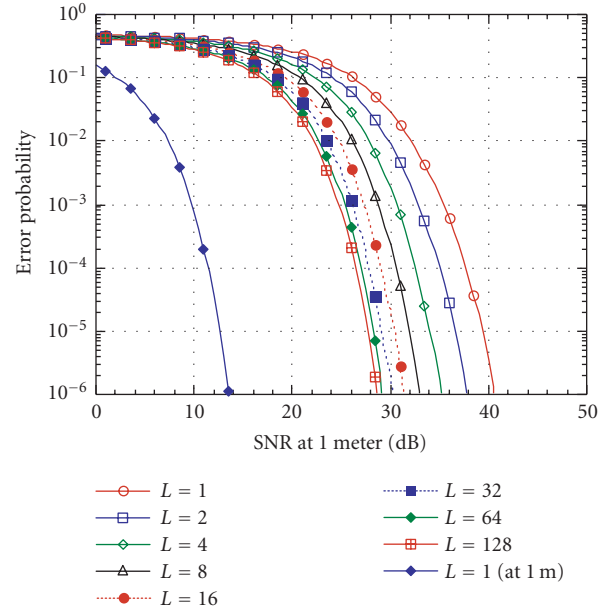 10^0
10^−1
10^−2
10^−3
10^−4
10^−5
10^−6
Error probability
0 10 20 30 40 50
SNR at 1 meter (dB)
L = 1
L = 2
L = 4
L = 8
L = 16
L = 32
L = 64
L = 128
L = 1 (at 1 m)